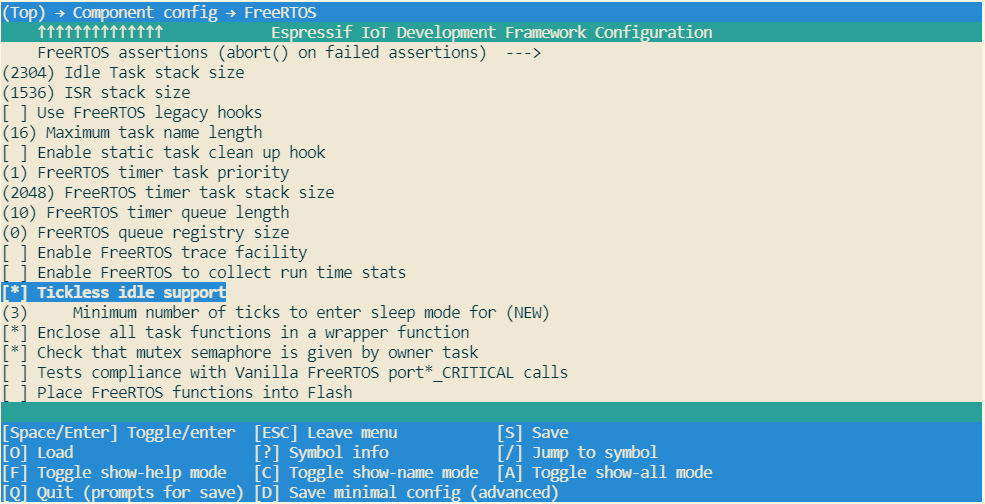 (Top) → Component config → FreeRTOS
↑↑↑↑↑↑↑↑↑↑↑↑↑↑ Espressif IoT Development Framework Configuration
FreeRTOS assertions (abort() on failed assertions) --->
(2304) Idle Task stack size
(1536) ISR stack size
[ ] Use FreeRTOS legacy hooks
(16) Maximum task name length
[ ] Enable static task clean up hook
(1) FreeRTOS timer task priority
(2048) FreeRTOS timer task stack size
(10) FreeRTOS timer queue length
(0) FreeRTOS queue registry size
[ ] Enable FreeRTOS trace facility
[ ] Enable FreeRTOS to collect run time stats
[*] Tickless idle support
(3) Minimum number of ticks to enter sleep mode for (NEW)
[*] Enclose all task functions in a wrapper function
[*] Check that mutex semaphore is given by owner task
[ ] Tests compliance with Vanilla FreeRTOS port*_CRITICAL calls
[ ] Place FreeRTOS functions into Flash
[Space/Enter] Toggle/enter [ESC] Leave menu [S] Save
[O] Load [?] Symbol info [/] Jump to symbol
[F] Toggle show-help mode [C] Toggle show-name mode [A] Toggle show-all mode
[Q] Quit (prompts for save) [D] Save minimal config (advanced)